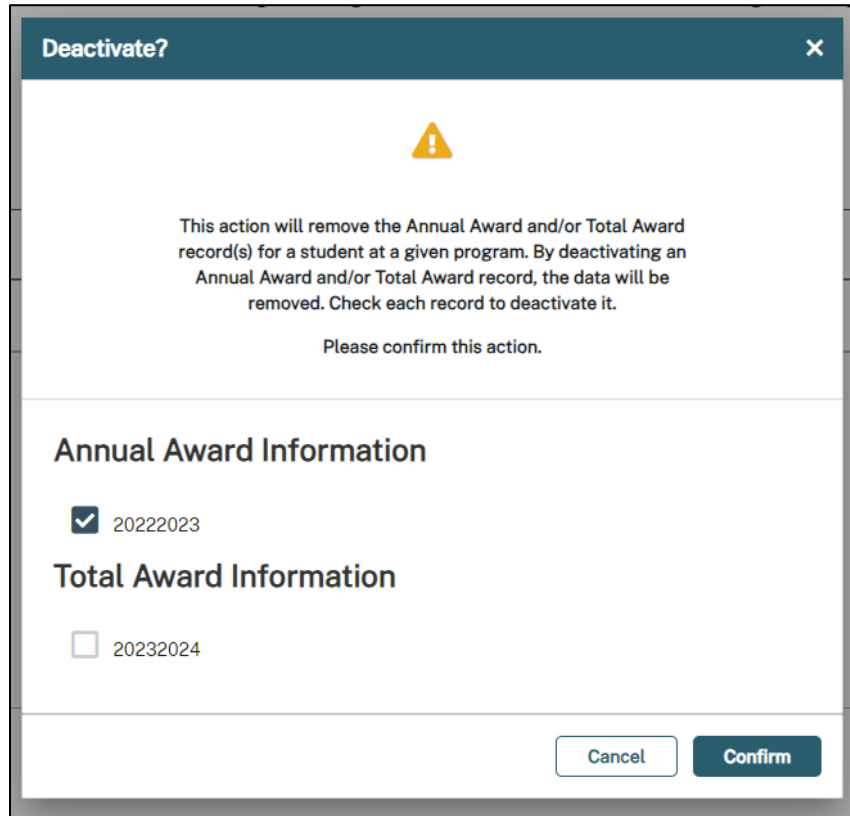 Deactivate?
This action will remove the Annual Award and/or Total Award
record(s) for a student at a given program. By deactivating an
Annual Award and/or Total Award record, the data will be
removed. Check each record to deactivate it.
Please confirm this action.
Annual Award Information
20222023
Total Award Information
20232024
Cancel Confirm